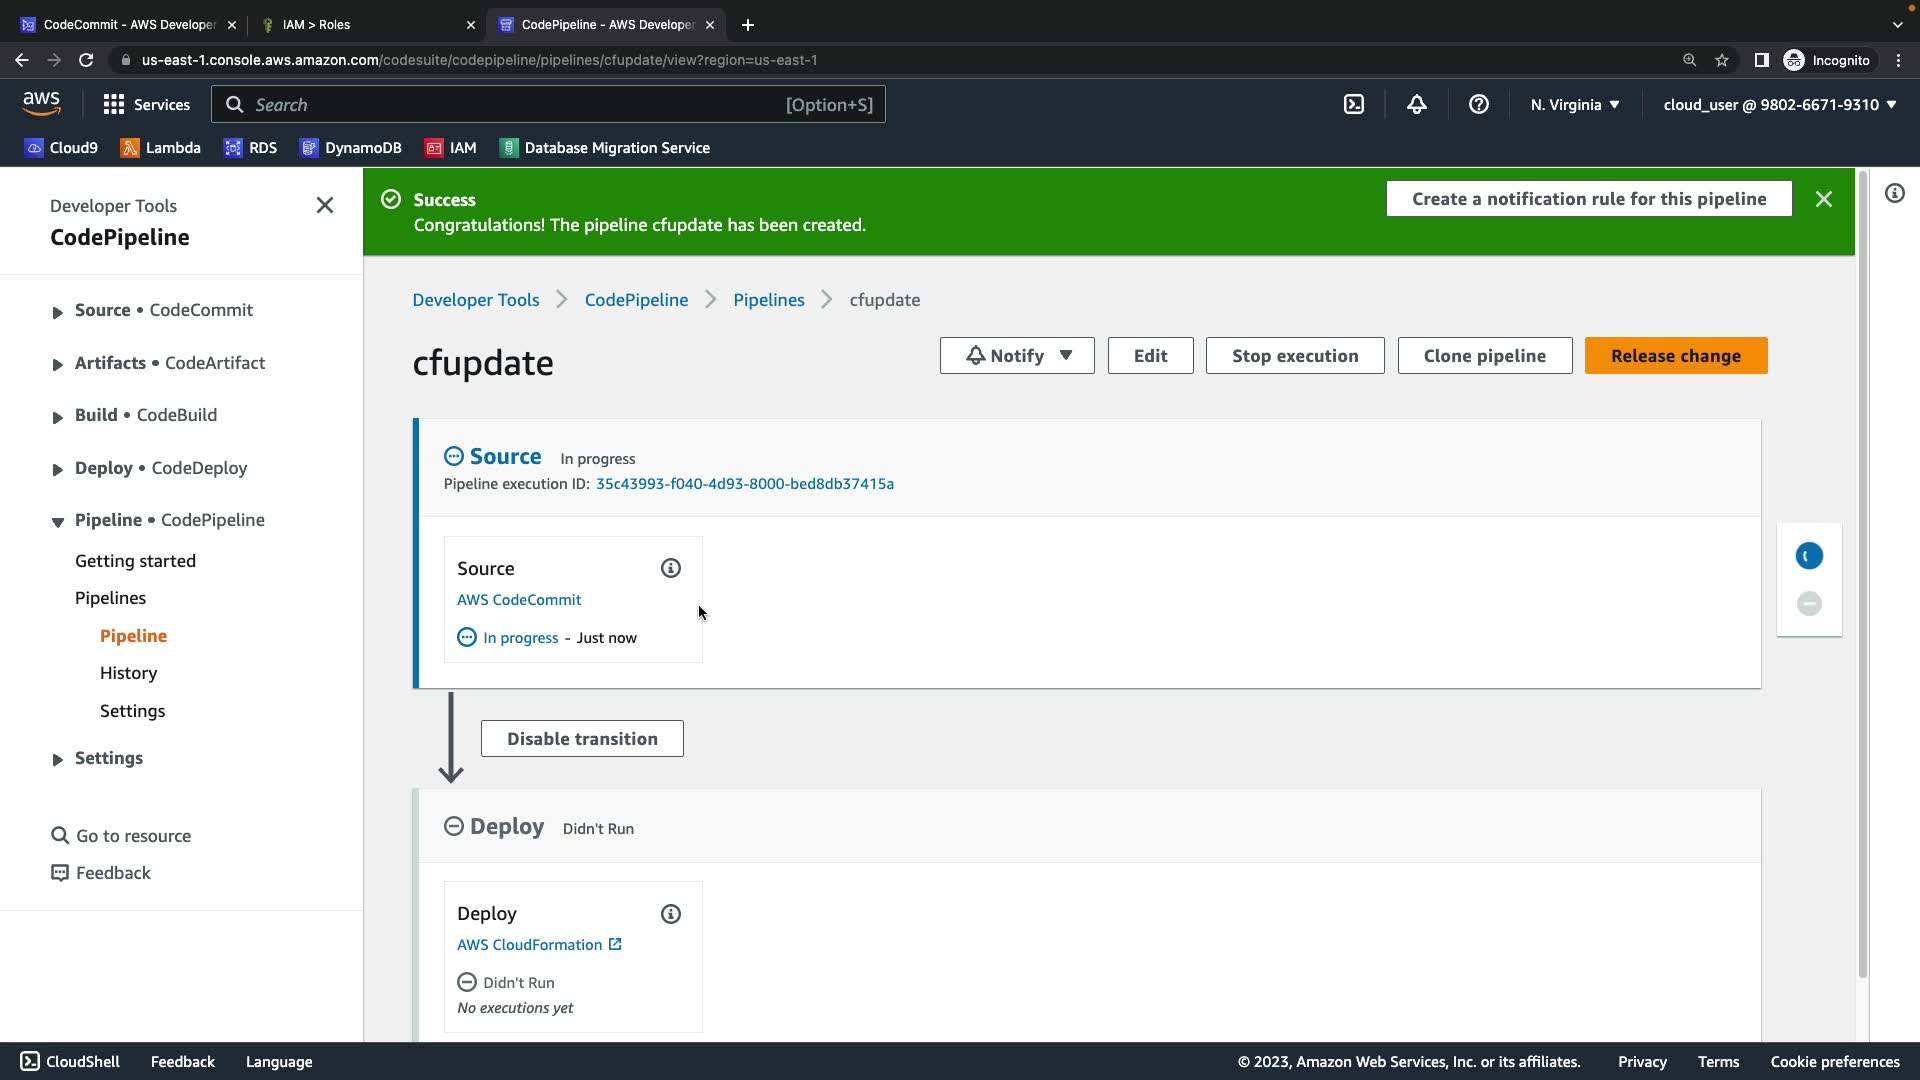 CodeCommit - AWS Developer
IAM > Roles
CodePipeline - AWS Developer
us-east-1.console.aws.amazon.com/codesuite/codepipeline/pipelines/cfupdate/view?region=us-east-1
Incognito
aws
Services
Search
[Option+S]
N. Virginia
cloud_user @ 9802-6671-9310
Cloud9
Lambda
RDS
DynamoDB
IAM
Database Migration Service
Developer Tools
CodePipeline
Source • CodeCommit
Artifacts • CodeArtifact
Build • CodeBuild
Deploy • CodeDeploy
Pipeline • CodePipeline
Getting started
Pipelines
Pipeline
History
Settings
Settings
Go to resource
Feedback
Success
Congratulations! The pipeline cfupdate has been created.
Create a notification rule for this pipeline
Developer Tools > CodePipeline > Pipelines > cfupdate
cfupdate
Notify
Edit
Stop execution
Clone pipeline
Release change
Source In progress
Pipeline execution ID: 35c43993-f040-4d93-8000-bed8db37415a
Source
AWS CodeCommit
In progress - Just now
Disable transition
Deploy Didn't Run
Deploy
AWS CloudFormation
Didn't Run
No executions yet
CloudShell
Feedback
Language
© 2023, Amazon Web Services, Inc. or its affiliates.
Privacy
Terms
Cookie preferences